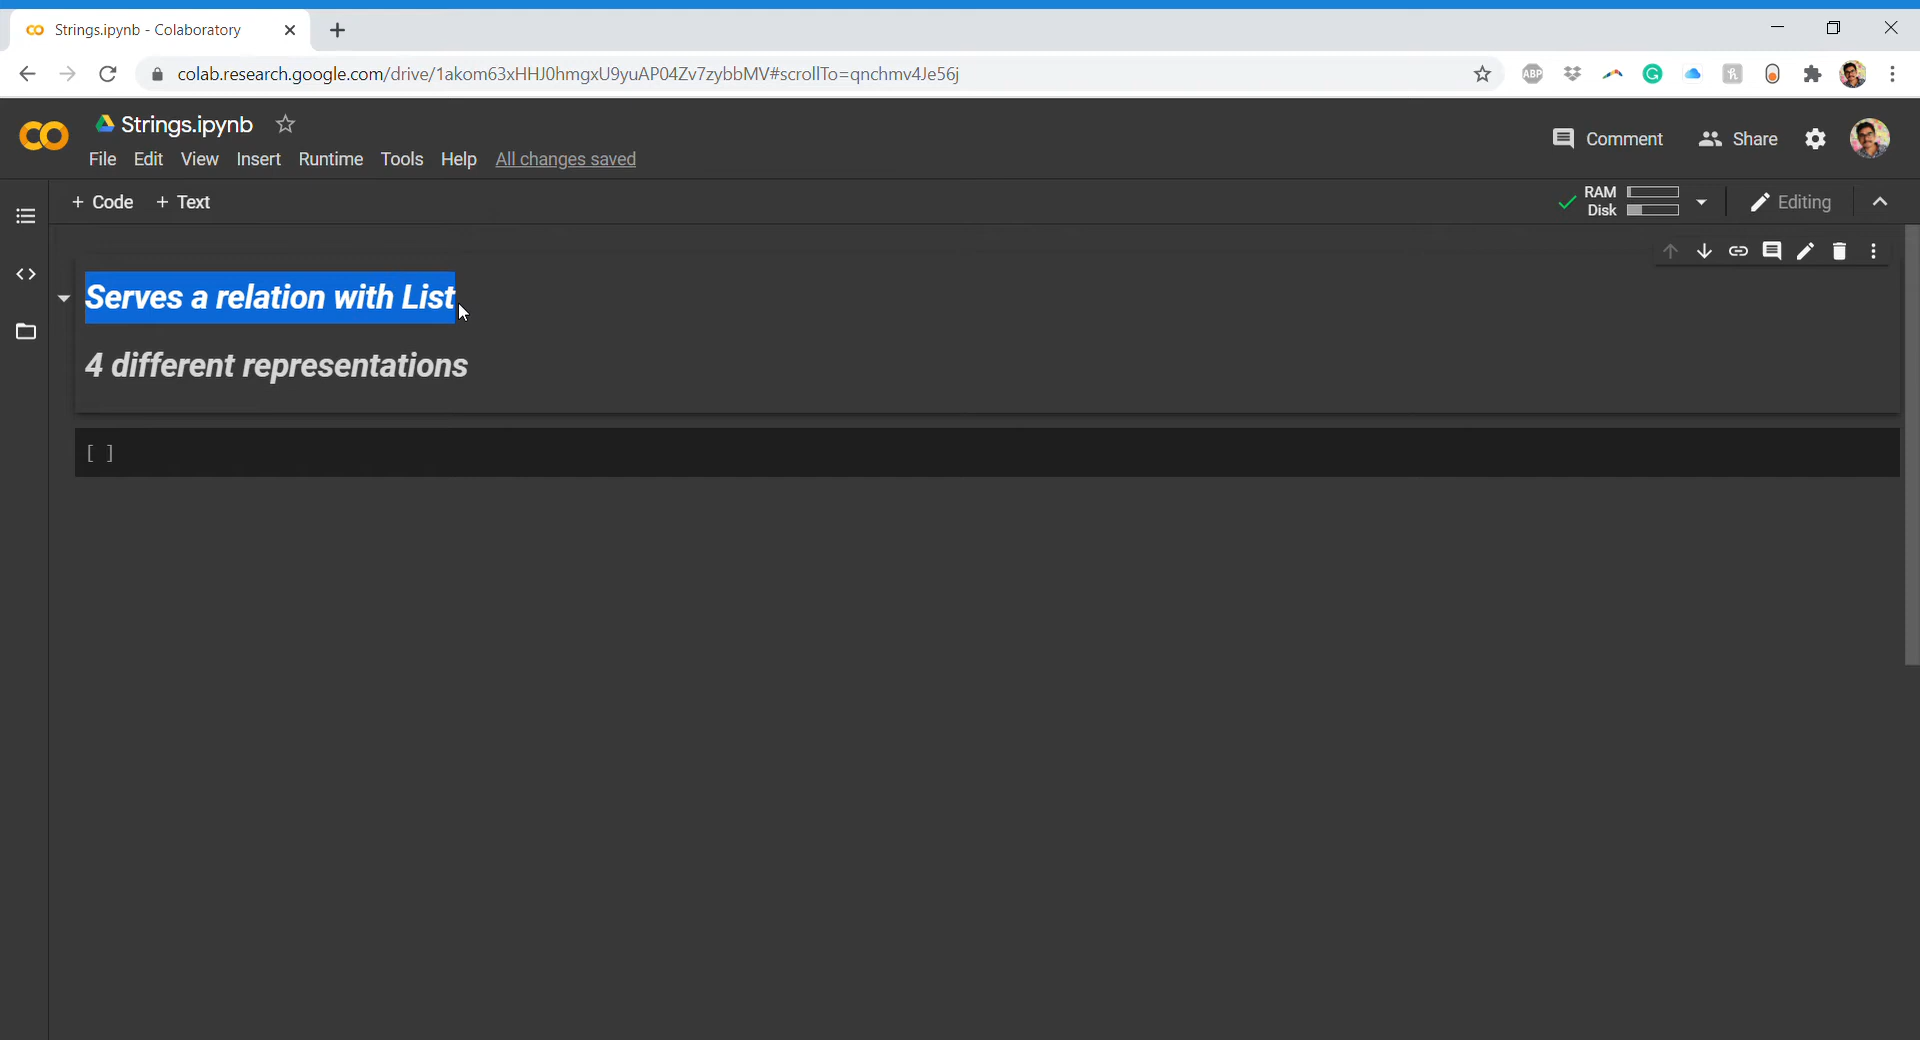 Strings.ipynb - Colaboratory
colab.research.google.com/drive/1akom63xHHJ0hmgxU9yuAP04Zv7zybbMV#scrollTo=qnchmv4Je56j
ABP
CO Strings.ipynb
Comment Share
File Edit View Insert Runtime Tools Help All changes saved
+ Code + Text
RAM
Disk
Editing
Serves a relation with List
4 different representations
[ ]